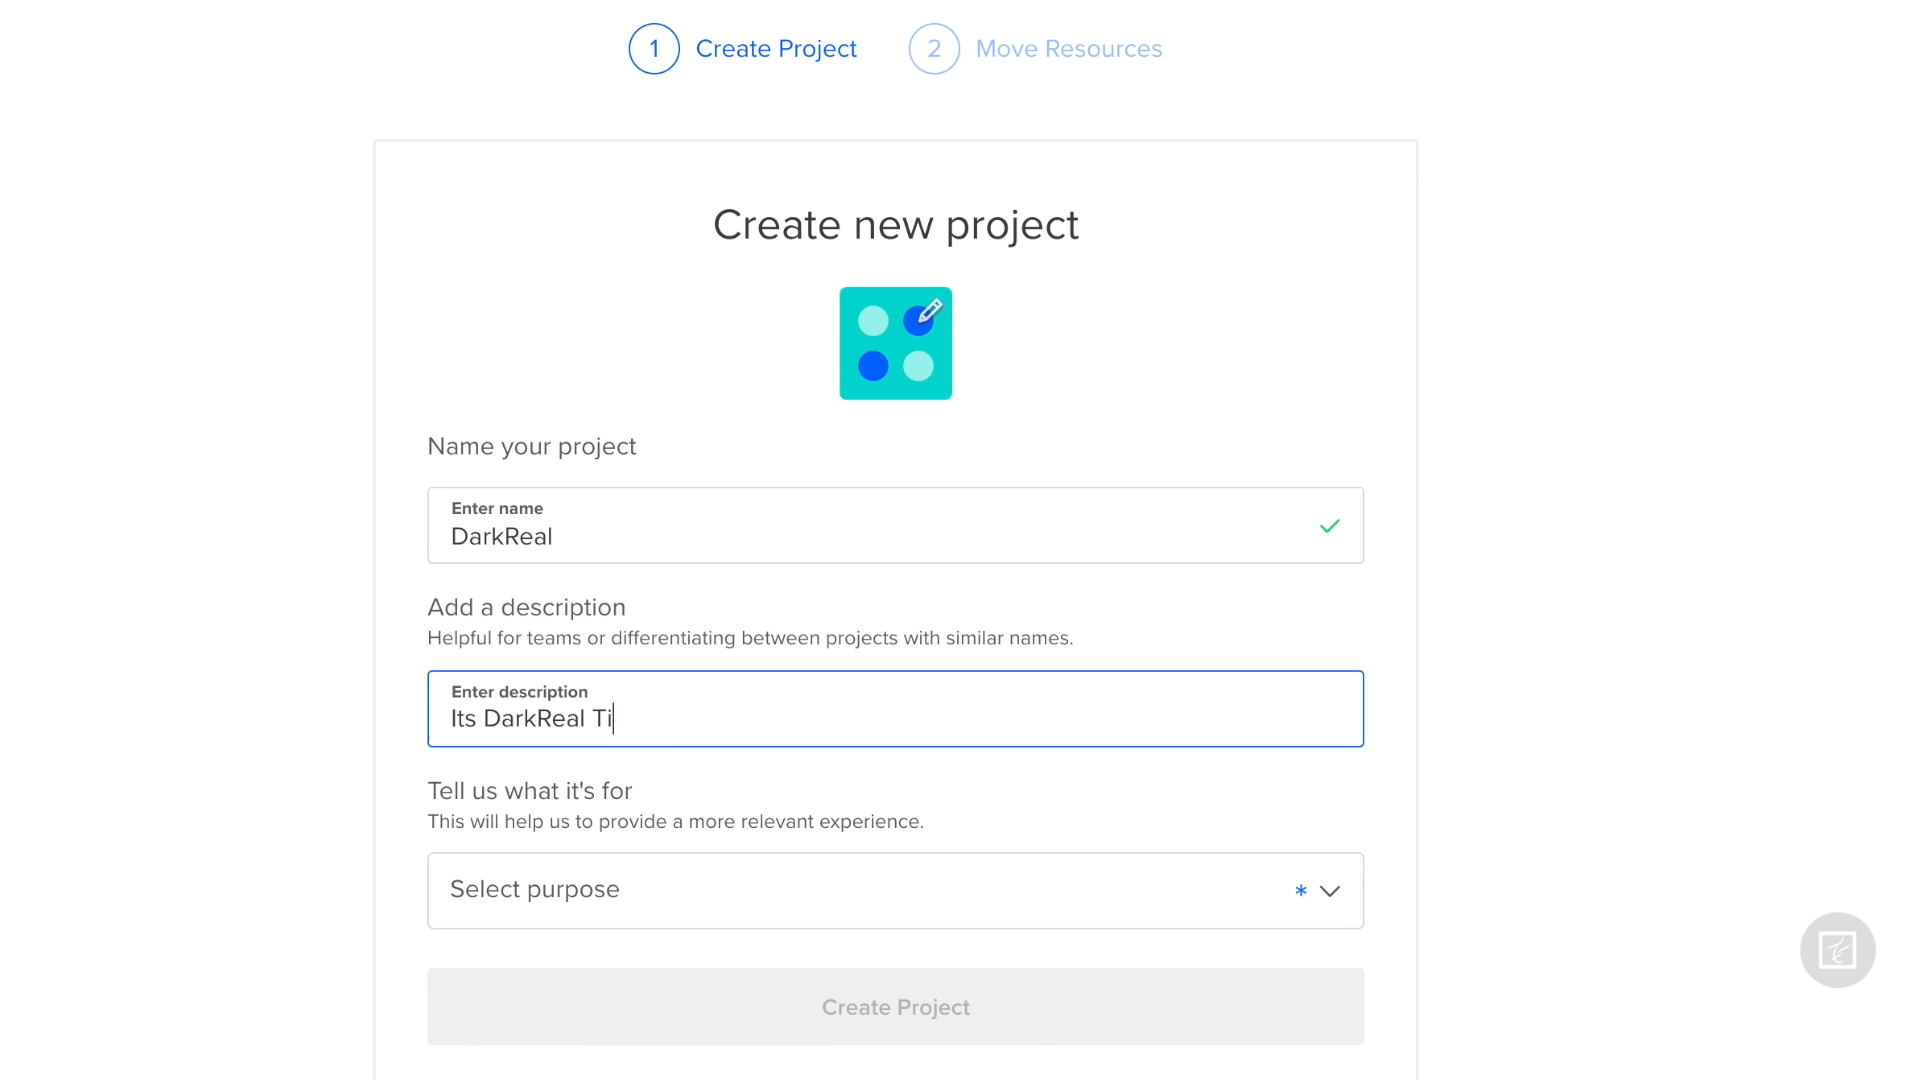 1 Create Project 2 Move Resources
Create new project
Name your project
Enter name
DarkReal
Add a description
Helpful for teams or differentiating between projects with similar names.
Enter description
Its DarkReal Ti
Tell us what it's for
This will help us to provide a more relevant experience.
Select purpose *
Create Project